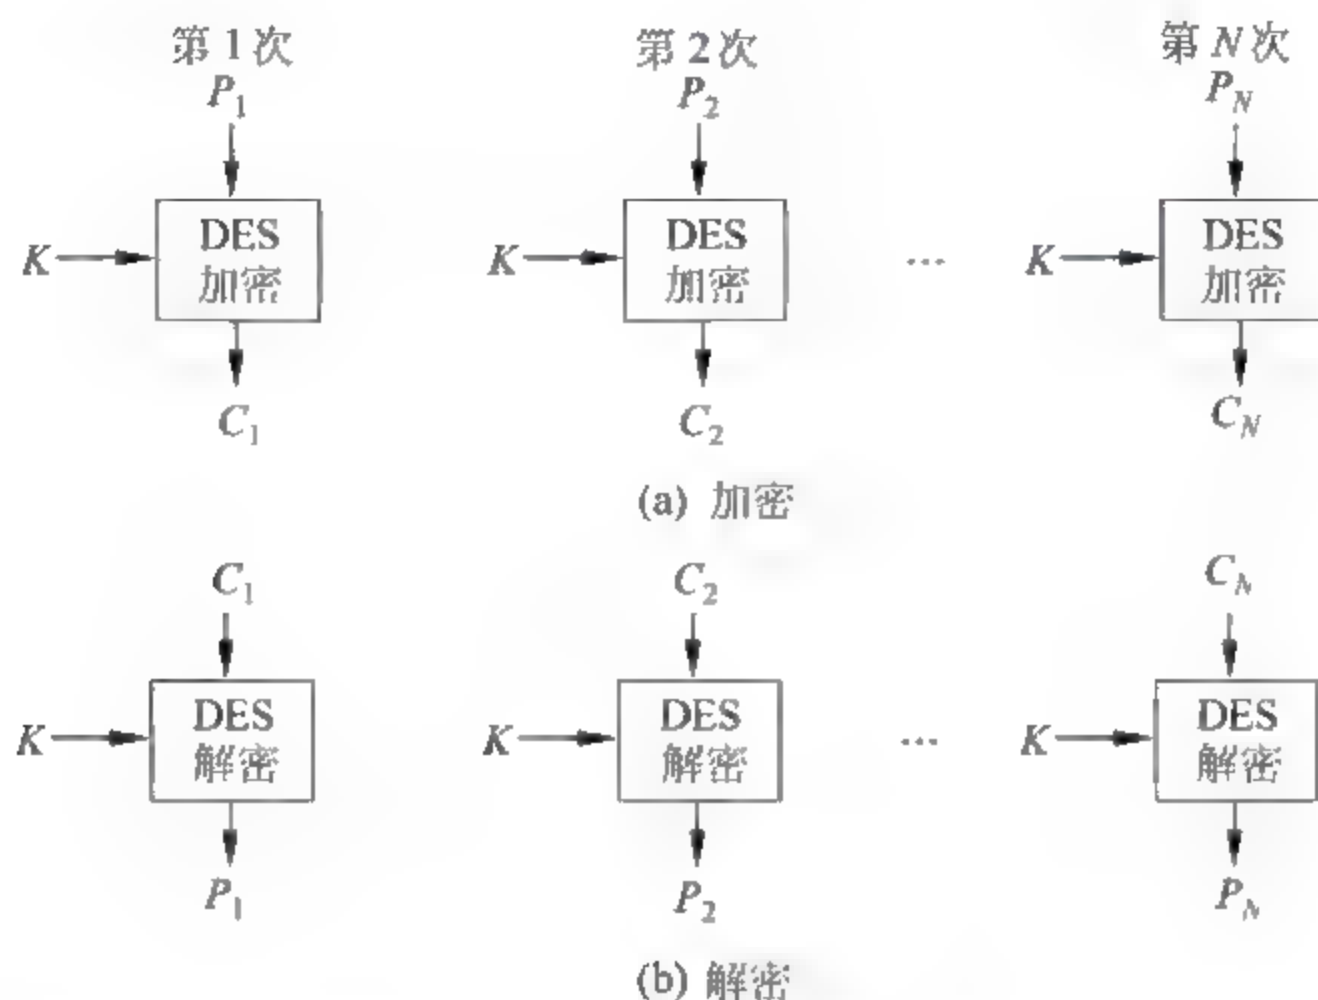 第1次 第2次 第N次
P1 P2 PN
K DES 加密 K DES 加密 … K DES 加密
C1 C2 CN
(a) 加密
C1 C2 CN
K DES 解密 K DES 解密 … K DES 解密
P1 P2 PN
(b) 解密